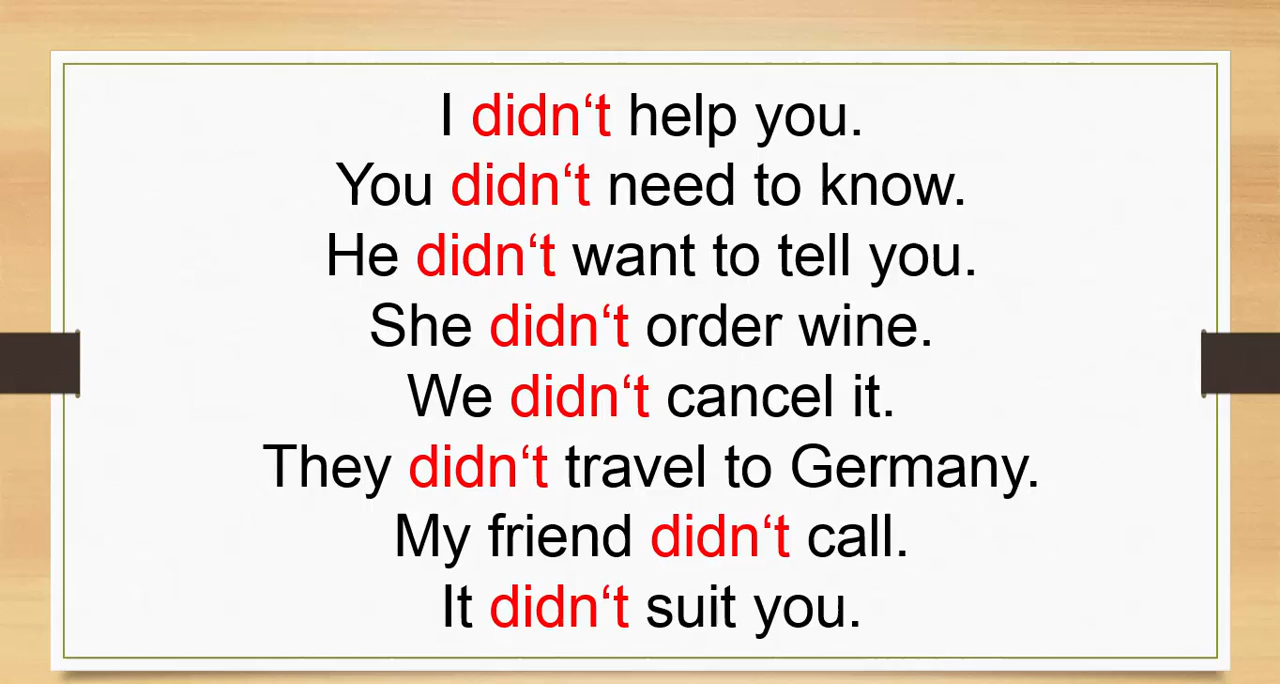 I didn‘t help you.
You didn‘t need to know.
He didn‘t want to tell you.
She didn‘t order wine.
We didn‘t cancel it.
They didn‘t travel to Germany.
My friend didn‘t call.
It didn‘t suit you.